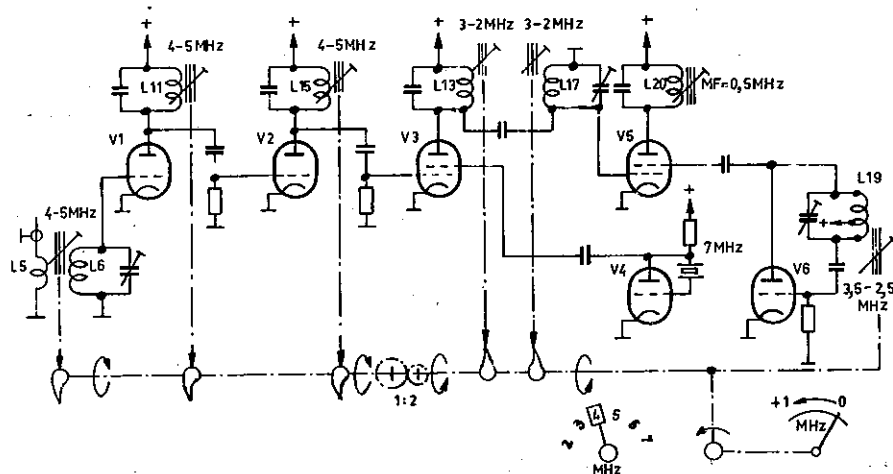 4-5MHz
4-5MHz
3-2MHz
3-2MHz
L11
L15
L13
L17
L20
MF=0,5MHz
V1
V2
V3
V5
L19
4-5MHz
L5
L6
7MHz
V4
V6
3,5-2,5
MHz
1:2
2 3 4 5 6 7
MHz
+1 0
MHz